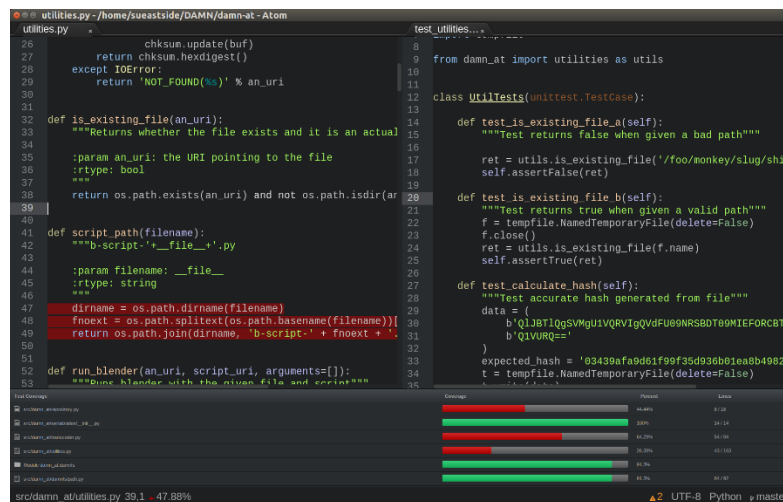 utilities.py - /home/sueastside/DAMN/damn-at - Atom
utilities.py
26 chksum.update(buf)
27 return chksum.hexdigest()
28 except IOError:
29 return 'NOT_FOUND(%s)' % an_uri
30
31
32 def is_existing_file(an_uri):
33 """Returns whether the file exists and it is an actual
34
35 :param an_uri: the URI pointing to the file
36 :rtype: bool
37 """
38 return os.path.exists(an_uri) and not os.path.isdir(ar
39
40
41 def script_path(filename):
42 """b-script-'+__file__+'.py
43
44 :param filename: __file__
45 :rtype: string
46 """
47 dirname = os.path.dirname(filename)
48 fnoext = os.path.splitext(os.path.basename(filename))[
49 return os.path.join(dirname, 'b-script-' + fnoext + '.
50
51
52 def run_blender(an_uri, script_uri, arguments=[]):
53 """Runs blender with the given file and script"""
test_utilities...
8
9 from damn_at import utilities as utils
10
11
12 class UtilTests(unittest.TestCase):
13
14 def test_is_existing_file_a(self):
15 """Test returns false when given a bad path"""
16
17 ret = utils.is_existing_file('/foo/monkey/slug/shi
18 self.assertFalse(ret)
19
20 def test_is_existing_file_b(self):
21 """Test returns true when given a valid path"""
22 f = tempfile.NamedTemporaryFile(delete=False)
23 f.close()
24 ret = utils.is_existing_file(f.name)
25 self.assertTrue(ret)
26
27 def test_calculate_hash(self):
28 """Test accurate hash generated from file"""
29 data = (
30
31 b'Q1VURQ=='
32 )
33
34 t = tempfile.NamedTemporaryFile(delete=False)
35
Test Coverage Coverage Percent Lines
src/damn_at/utilities.py 39,1 47.88% 2 UTF-8 Python maste